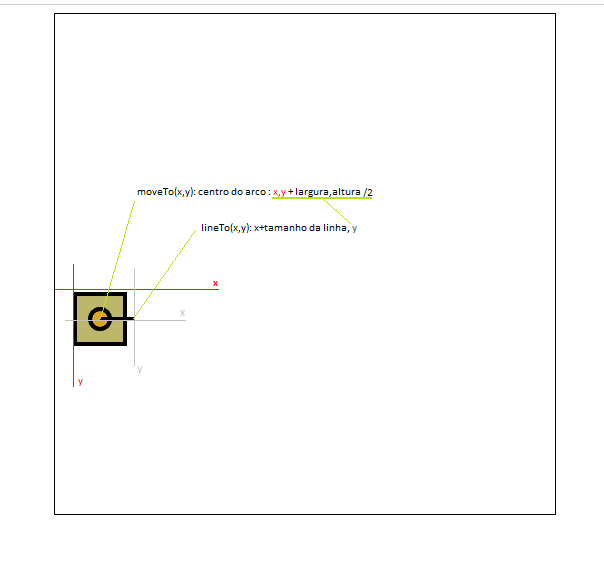 moveTo(x,y): centro do arco : x,y + largura,altura /2
lineTo(x,y): x+tamanho da linha, y
x
x
y
y